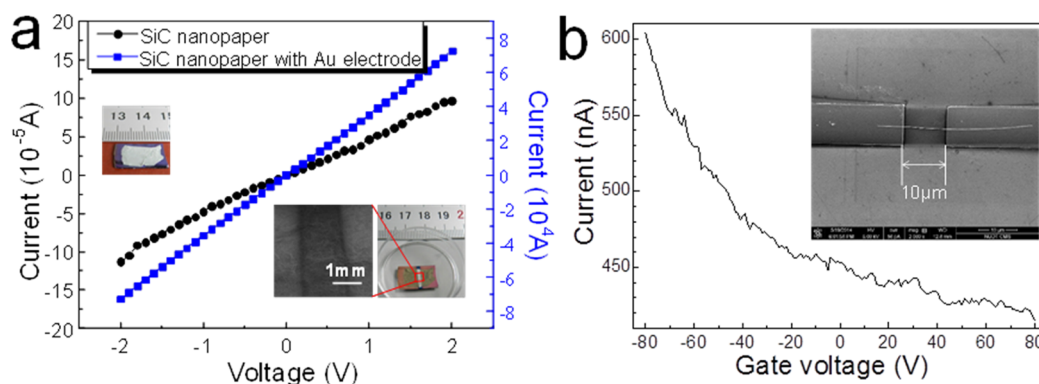 a
SiC nanopaper
SiC nanopaper with Au electrode
20
15
10
5
0
-5
-10
-15
-20
Current (10-5A)
-2
-1
0
1
2
Voltage (V)
8
6
4
2
0
-2
-4
-6
-8
Current (10⁴A)
13 14
1mm
16 17 18 19 2
b
600
550
500
450
Current (nA)
-80 -60 -40 -20 0 20 40 60 80
Gate voltage (V)
10μm